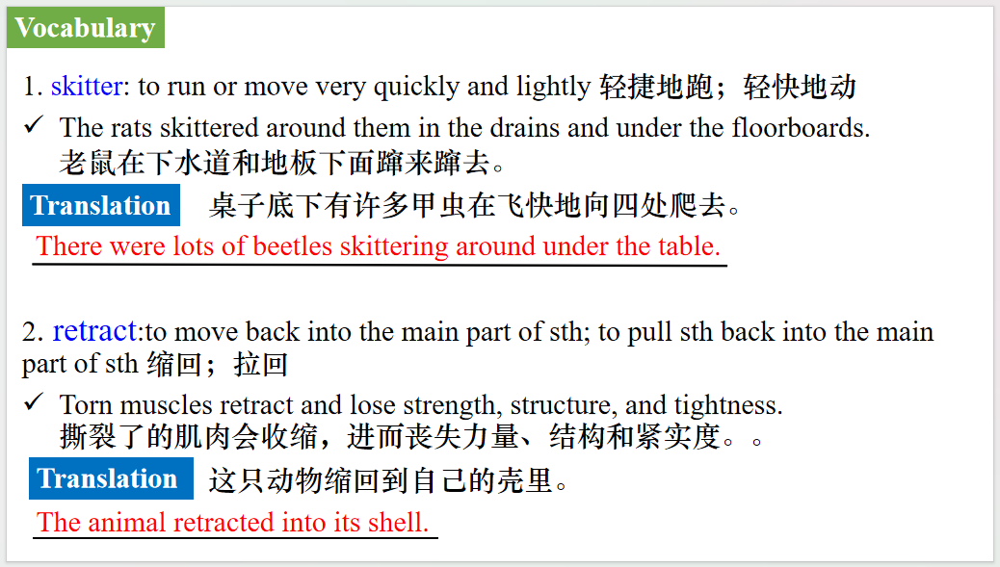 Vocabulary
1. skitter: to run or move very quickly and lightly 轻捷地跑；轻快地动
✓ The rats skittered around them in the drains and under the floorboards.
老鼠在下水道和地板下面蹿来蹿去。
Translation 桌子底下有许多甲虫在飞快地向四处爬去。
There were lots of beetles skittering around under the table.
2. retract:to move back into the main part of sth; to pull sth back into the main
part of sth 缩回；拉回
✓ Torn muscles retract and lose strength, structure, and tightness.
撕裂了的肌肉会收缩，进而丧失力量、结构和紧实度。。
Translation 这只动物缩回到自己的壳里。
The animal retracted into its shell.